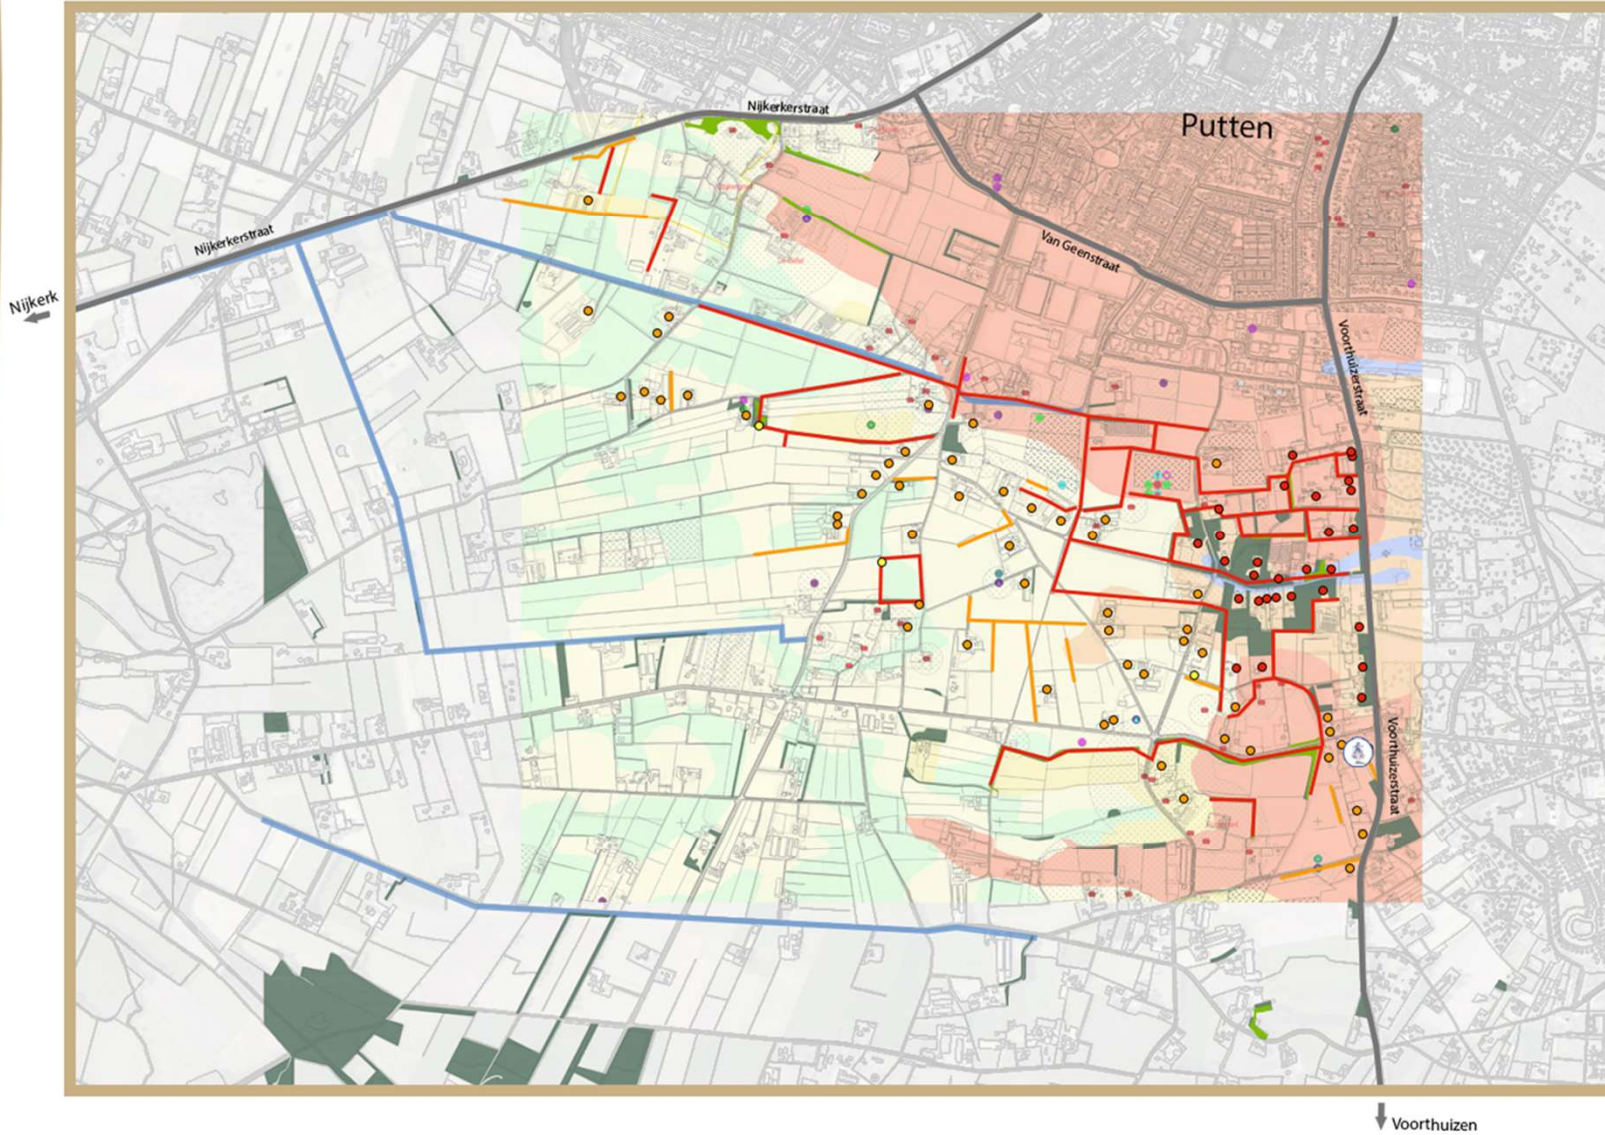 Nijkerkerstraat
Putten
Nijkerkerstraat
Van Geenstraat
Nijkerk
Voorthuizerstraat
Voorthuizerstraat
Voorthuizen